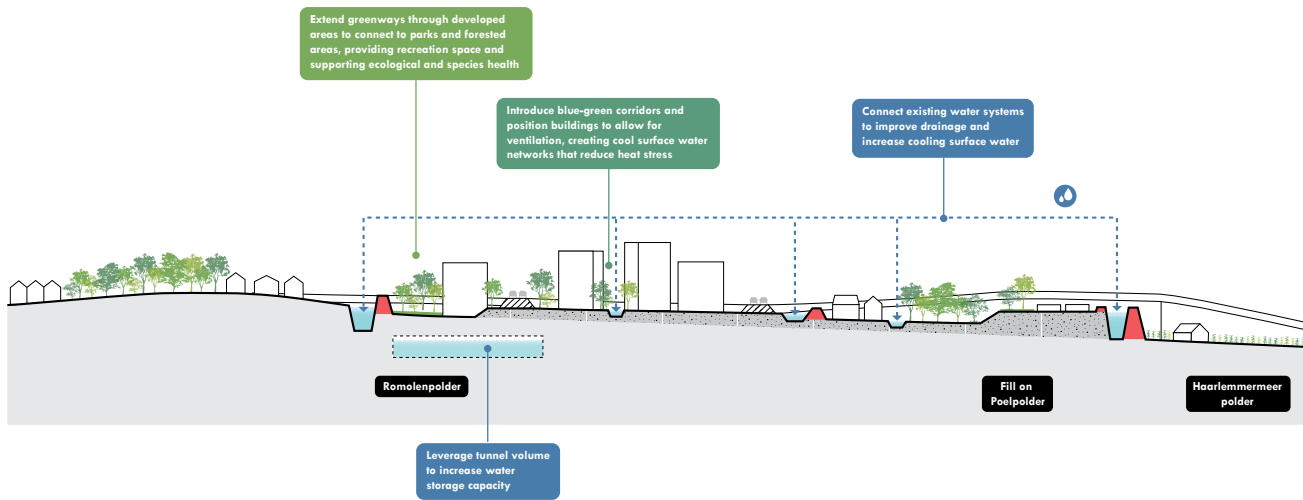 Extend greenways through developed
areas to connect to parks and forested
areas, providing recreation space and
supporting ecological and species health
Introduce blue-green corridors and
position buildings to allow for
ventilation, creating cool surface water
networks that reduce heat stress
Connect existing water systems
to improve drainage and
increase cooling surface water
Romolenpolder
Fill on
Poelpolder
Haarlemmermeer
polder
Leverage tunnel volume
to increase water
storage capacity